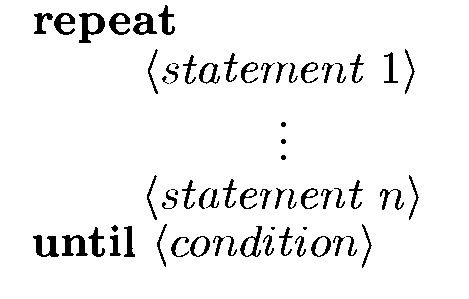 repeat
⟨statement 1⟩
⋮
⟨statement n⟩
until ⟨condition⟩